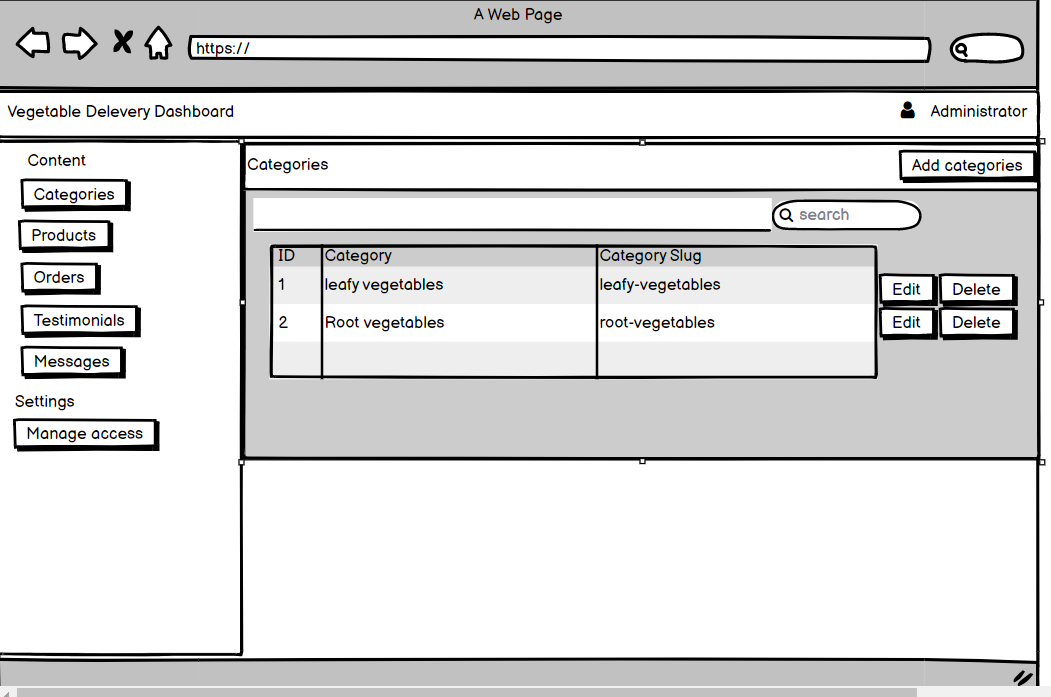 A Web Page
https://
Vegetable Delevery Dashboard
Administrator
Content
Categories
Products
Orders
Testimonials
Messages
Settings
Manage access
Categories
Add categories
search
ID Category Category Slug
1 leafy vegetables leafy-vegetables Edit Delete
2 Root vegetables root-vegetables Edit Delete